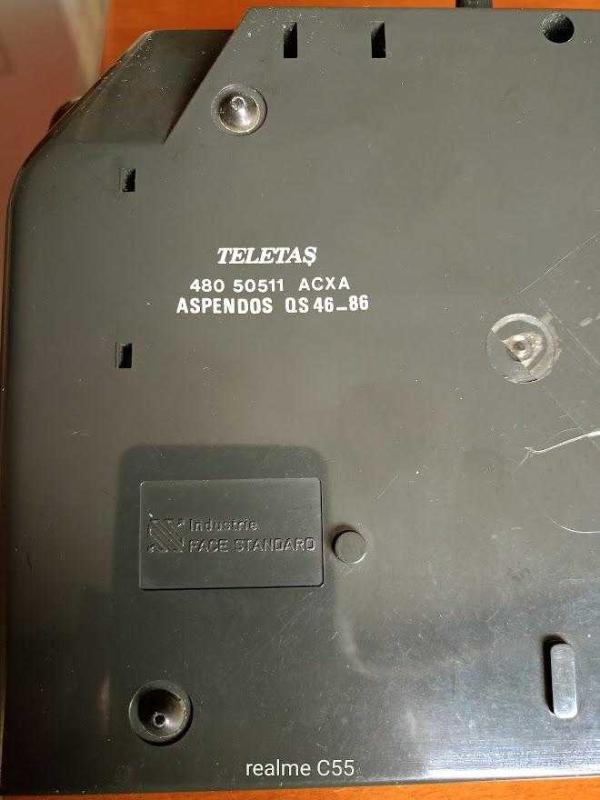 TELETAŞ
480 50511 ACXA
ASPENDOS QS 46-86
Industrie
FACE STANDARD
realme C55